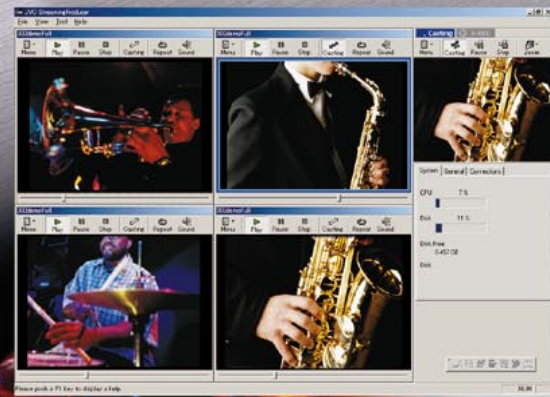 JVC StreamingProducer
File View Tool Help
Menu Play Pause Stop Casting Repeat Sound
Menu Play Pause Stop Casting Repeat Sound
Casting
Menu Casting Pause Stop Zoom
System General Connections
CPU 7%
Disk 11%
Disk Free
Disk
Menu Play Pause Stop Casting Repeat Sound
Menu Play Pause Stop Casting Repeat Sound
Please push a F1 key to display a help.